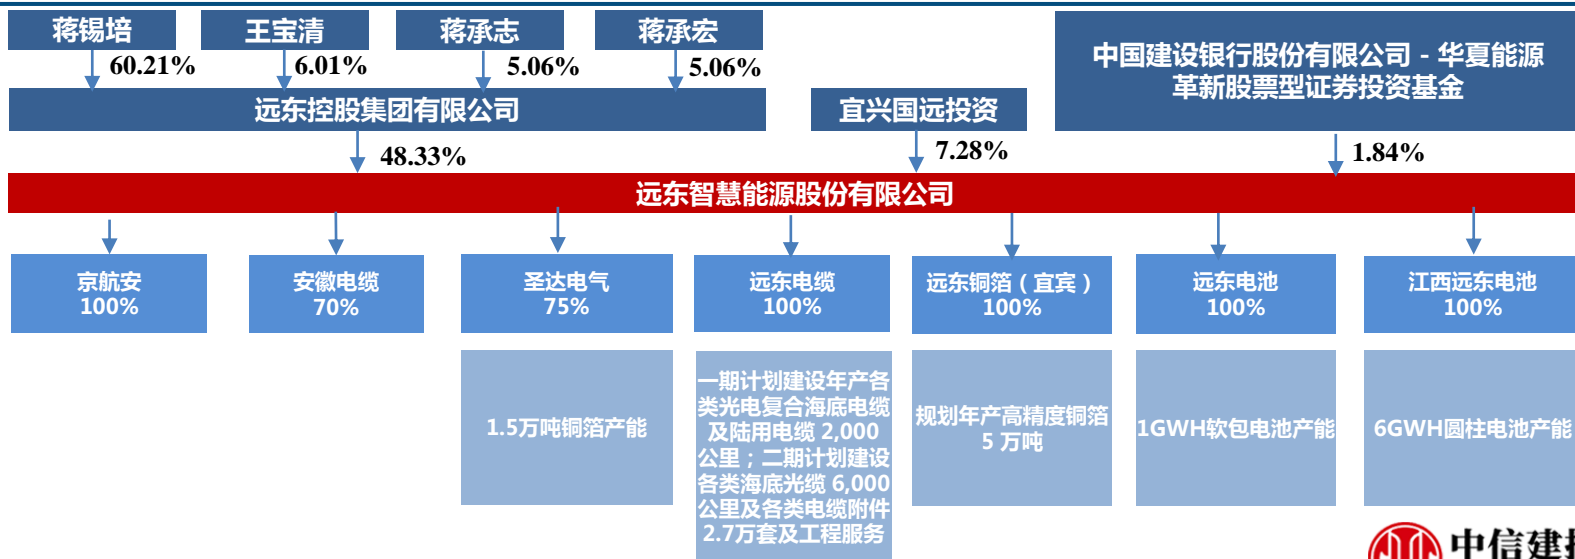 蒋锡培
王宝清
蒋承志
蒋承宏
60.21%
6.01%
5.06%
5.06%
中国建设银行股份有限公司 - 华夏能源
革新股票型证券投资基金
远东控股集团有限公司
宜兴国远投资
48.33%
7.28%
1.84%
远东智慧能源股份有限公司
京航安
100%
安徽电缆
70%
圣达电气
75%
远东电缆
100%
远东铜箔（宜宾）
100%
远东电池
100%
江西远东电池
100%
1.5万吨铜箔产能
一期计划建设年产各
类光电复合海底电缆
及陆用电缆 2,000
公里；二期计划建设
各类海底光缆 6,000
公里及各类电缆附件
2.7万套及工程服务
规划年产高精度铜箔
5 万吨
1GWH软包电池产能
6GWH圆柱电池产能
中信建投